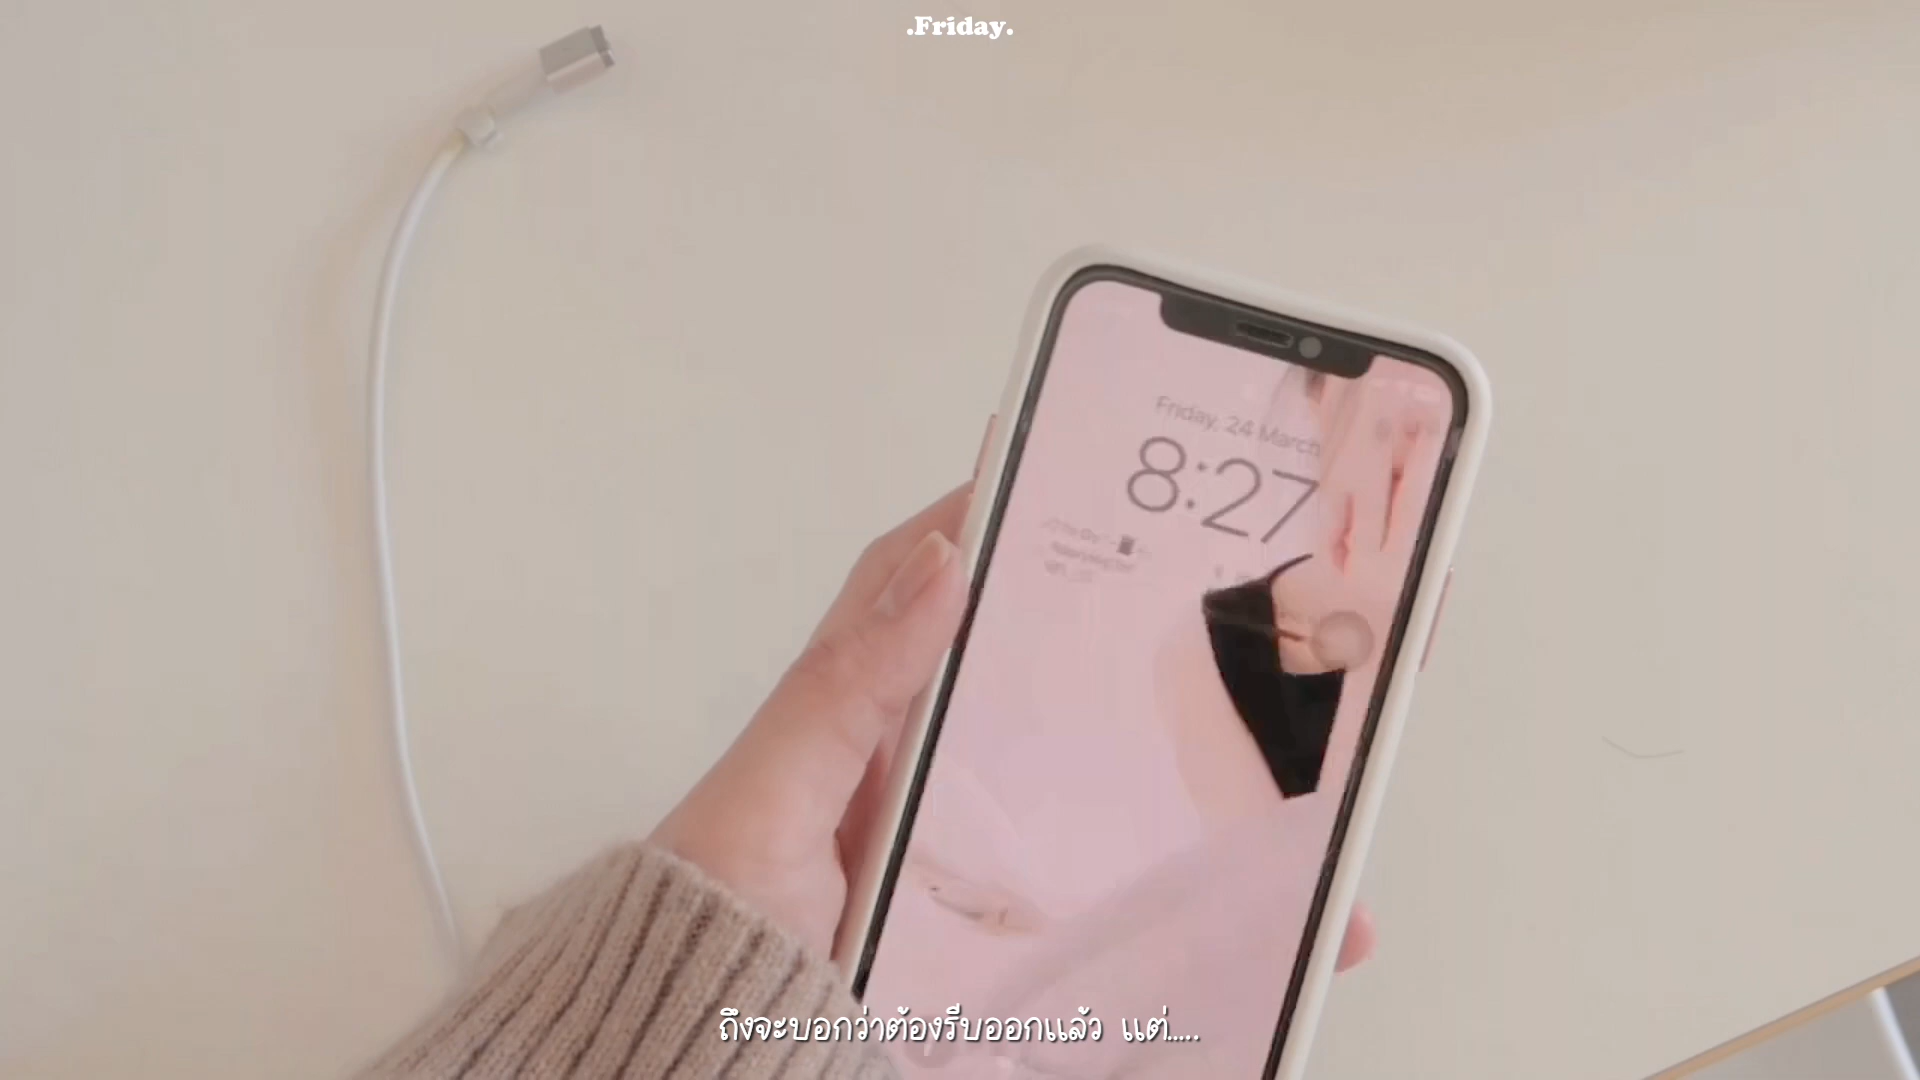 .Friday.
Friday, 24 March
8:27
ถึงจะบอกว่าต้องรีบออกแล้ว แต่.....